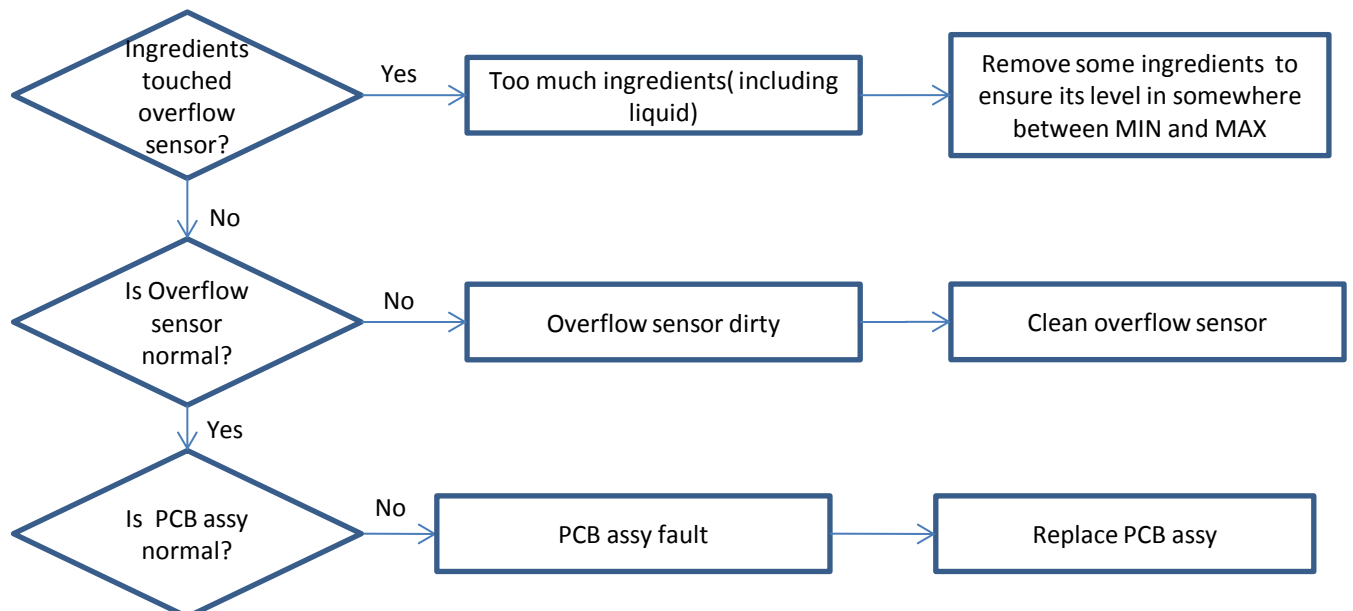 Ingredients
touched
overflow
sensor?
Yes
Too much ingredients( including
liquid)
Remove some ingredients to
ensure its level in somewhere
between MIN and MAX
No
Is Overflow
sensor
normal?
No
Overflow sensor dirty
Clean overflow sensor
Yes
Is PCB assy
normal?
No
PCB assy fault
Replace PCB assy